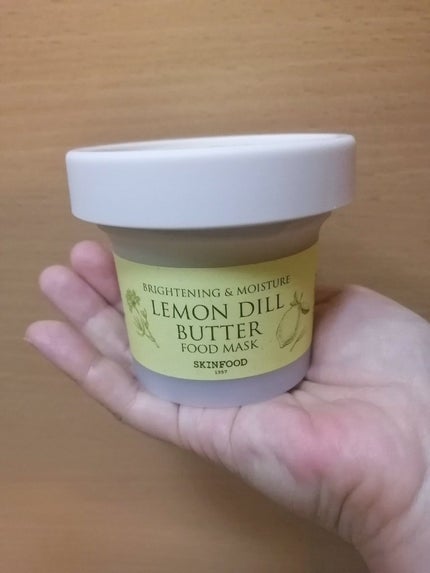 BRIGHTENING & MOISTURE
LEMON DILL
BUTTER
FOOD MASK
SKINFOOD
1957